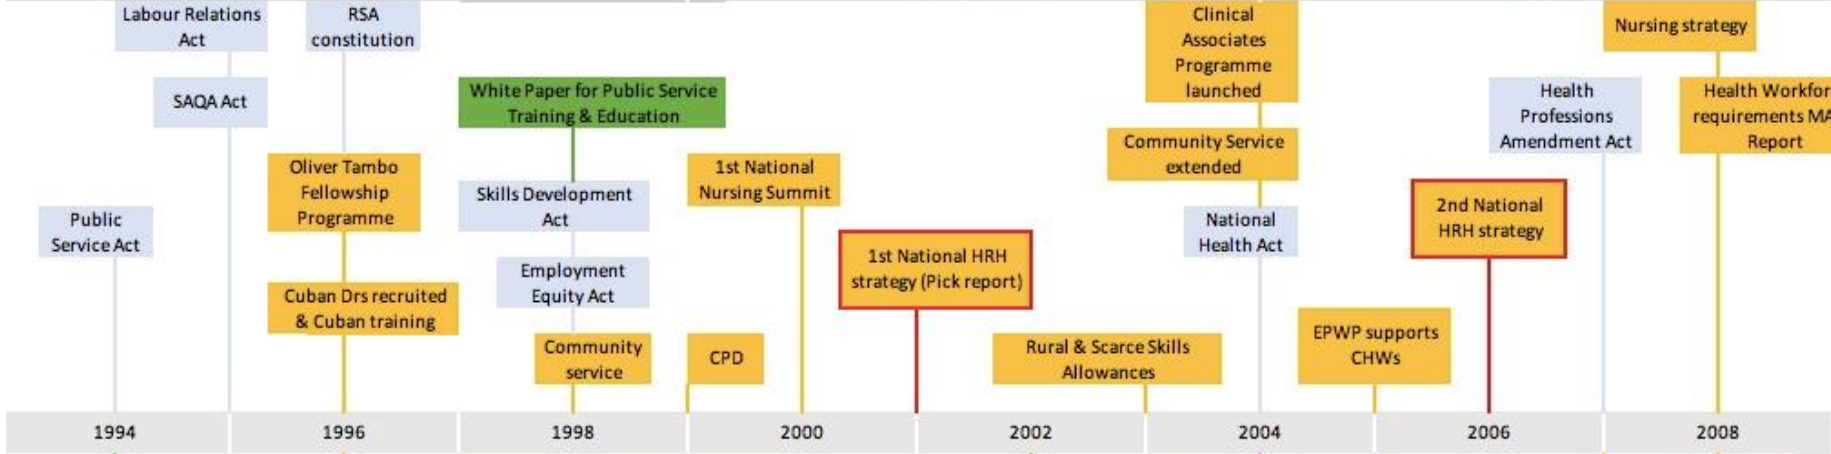 Labour Relations
Act
RSA
constitution
Clinical
Associates
Programme
launched
Nursing strategy
SAQA Act
White Paper for Public Service
Training & Education
Health
Professions
Amendment Act
Health Workfor
requirements MA
Report
Community Service
extended
Oliver Tambo
Fellowship
Programme
1st National
Nursing Summit
Skills Development
Act
Public
Service Act
National
Health Act
2nd National
HRH strategy
1st National HRH
strategy (Pick report)
Employment
Equity Act
Cuban Drs recruited
& Cuban training
Community
service
CPD
Rural & Scarce Skills
Allowances
EPWP supports
CHWs
1994 1996 1998 2000 2002 2004 2006 2008